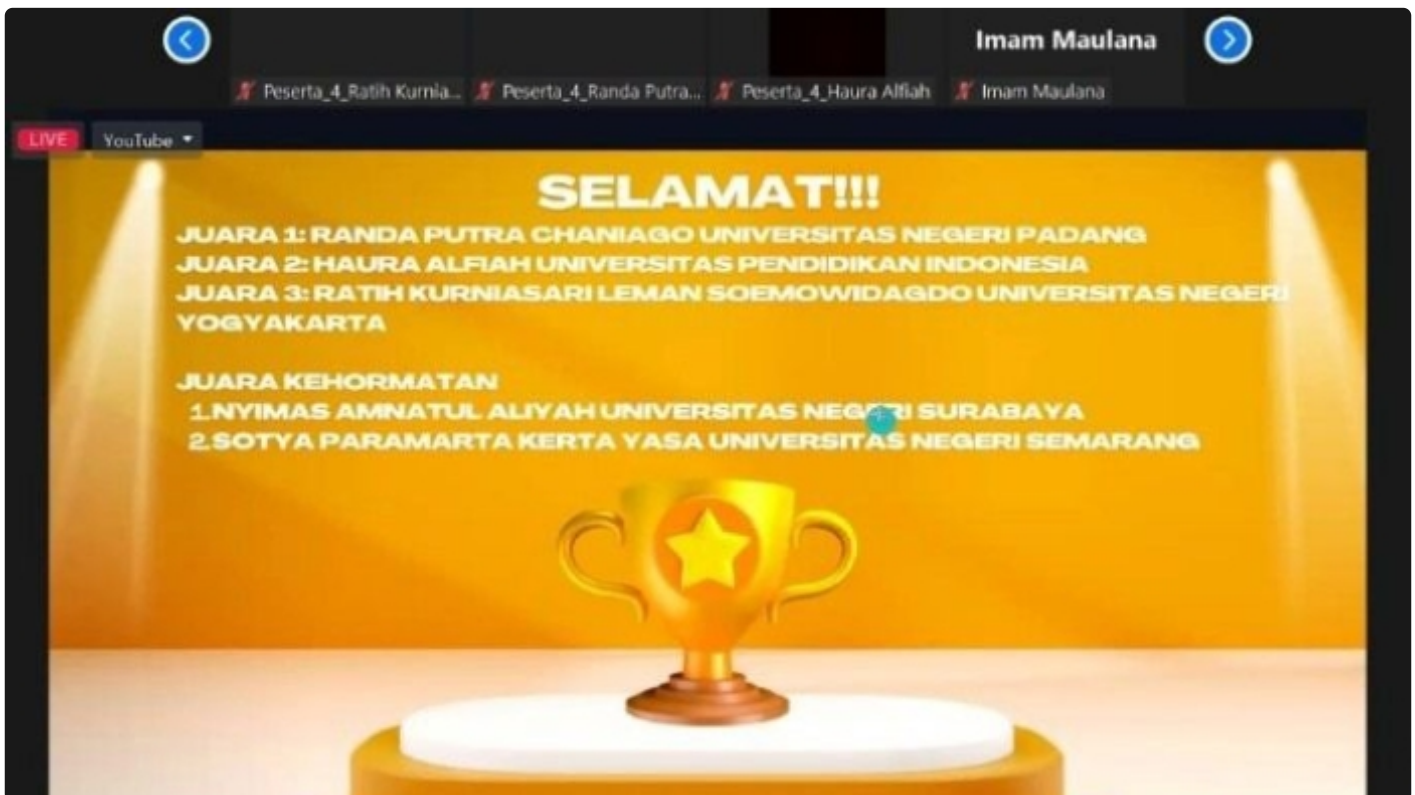 Imam Maulana
Peserta_4_Ratih Kurnia... Peserta_4_Randa Putra... Peserta_4_Haura Alfiah Imam Maulana
LIVE YouTube
SELAMAT!!!
JUARA 1: RANDA PUTRA CHANIAGO UNIVERSITAS NEGERI PADANG
JUARA 2: HAURA ALFIAH UNIVERSITAS PENDIDIKAN INDONESIA
JUARA 3: RATIH KURNIASARI LEMAN SOEMOWIDAGDO UNIVERSITAS NEGERI
YOGYAKARTA
JUARA KEHORMATAN
1.NYIMAS AMNATUL ALIYAH UNIVERSITAS NEGERI SURABAYA
2.SOTYA PARAMARTA KERTA YASA UNIVERSITAS NEGERI SEMARANG